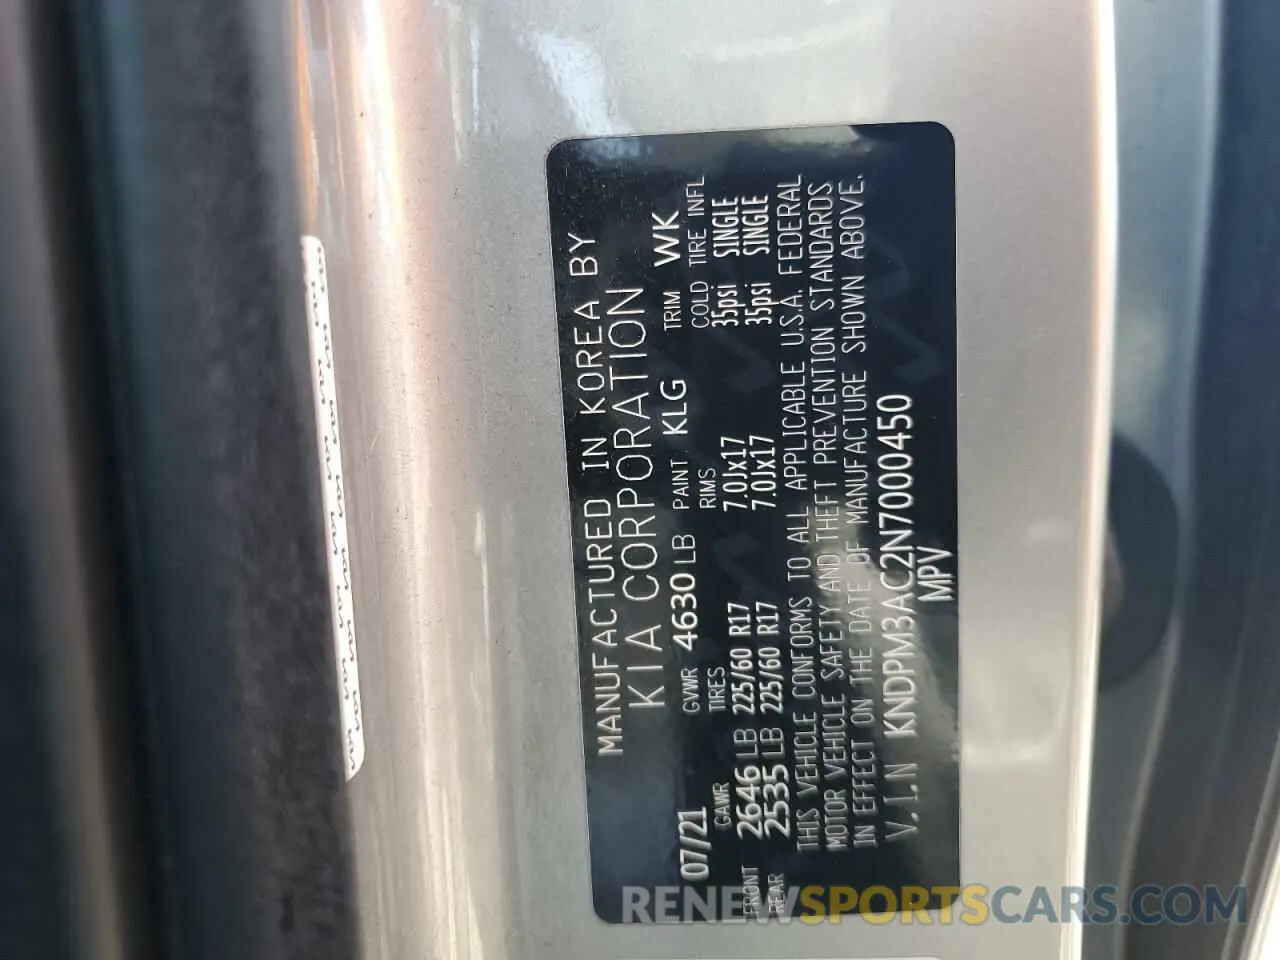 MANUFACTURED IN KOREA BY
KIA CORPORATION
07/21 GVWR 4630 LB PAINT KLG TRIM WK
GAWR TIRES RIMS COLD TIRE INFL
FRONT 2646 LB 225/60 R17 7.0Jx17 35psi SINGLE
REAR 2535 LB 225/60 R17 7.0Jx17 35psi SINGLE
THIS VEHICLE CONFORMS TO ALL APPLICABLE U.S.A. FEDERAL
MOTOR VEHICLE SAFETY AND THEFT PREVENTION STANDARDS
IN EFFECT ON THE DATE OF MANUFACTURE SHOWN ABOVE.
V.I.N KNDPM3AC2N7000450
MPV
RENEWSPORTSCARS.COM